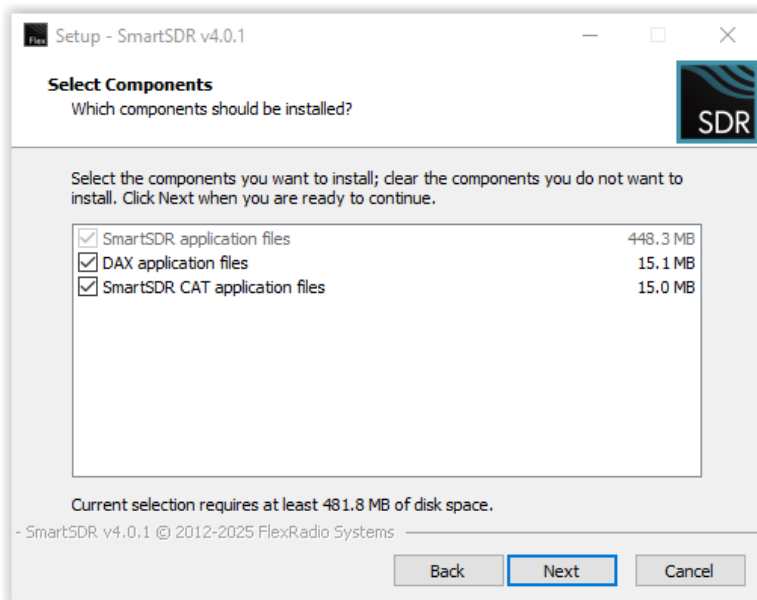 Flex
Setup - SmartSDR v4.0.1
Select Components
Which components should be installed?
SDR
Select the components you want to install; clear the components you do not want to
install. Click Next when you are ready to continue.
SmartSDR application files 448.3 MB
DAX application files 15.1 MB
SmartSDR CAT application files 15.0 MB
Current selection requires at least 481.8 MB of disk space.
- SmartSDR v4.0.1 © 2012-2025 FlexRadio Systems
Back Next Cancel